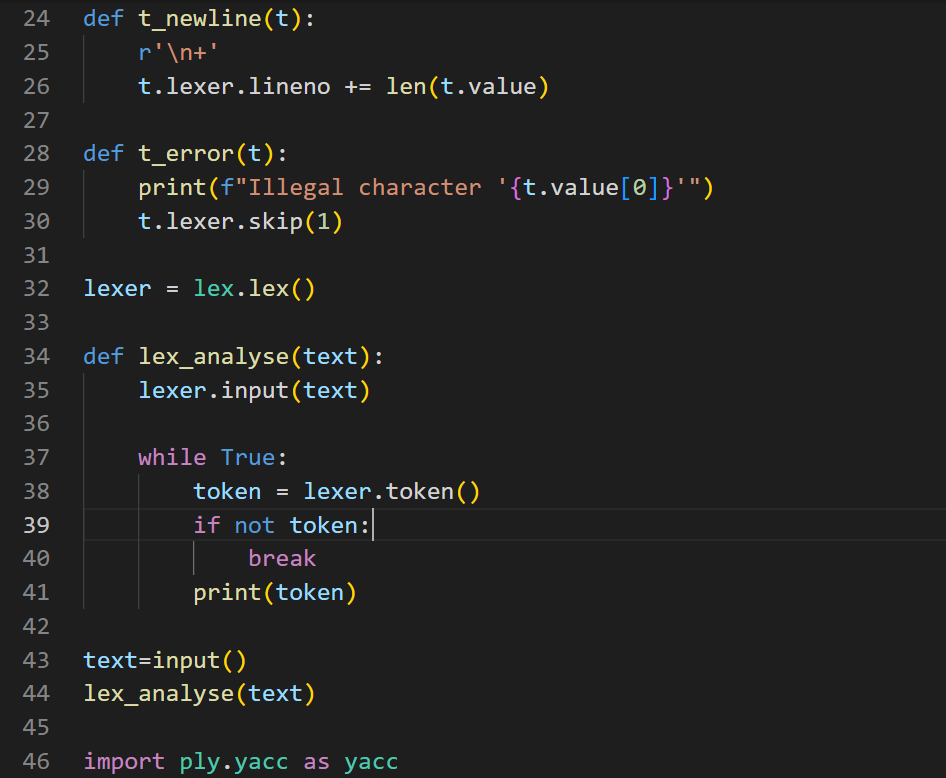 24 def t_newline(t):
25     r'\n+'
26     t.lexer.lineno += len(t.value)
27
28 def t_error(t):
29     print(f"Illegal character '{t.value[0]}'")
30     t.lexer.skip(1)
31
32 lexer = lex.lex()
33
34 def lex_analyse(text):
35     lexer.input(text)
36
37     while True:
38         token = lexer.token()
39         if not token:
40             break
41         print(token)
42
43 text=input()
44 lex_analyse(text)
45
46 import ply.yacc as yacc